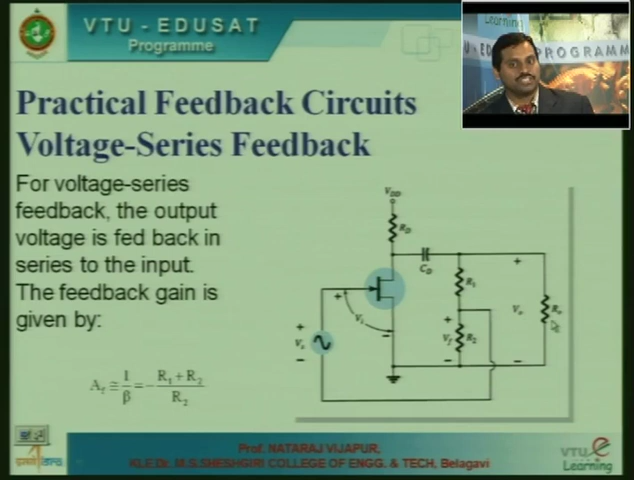 VTU - EDUSAT
Programme
Learning
PROGRAMM
Practical Feedback Circuits
Voltage-Series Feedback
For voltage-series
feedback, the output
voltage is fed back in
series to the input.
The feedback gain is
given by:
A_f ≅ 1/β = - (R_1 + R_2)/R_2
V_DD
R_D
C_D
+
R_1
+
V_i
-
V_o
R_o
+
V_s
-
+
V_f
R_2
-
-
Prof. NATARAJ VIJAPUR,
KLE.Dr. M.S.SHESHGIRI COLLEGE OF ENGG. & TECH, Belagavi
VTU e
Learning